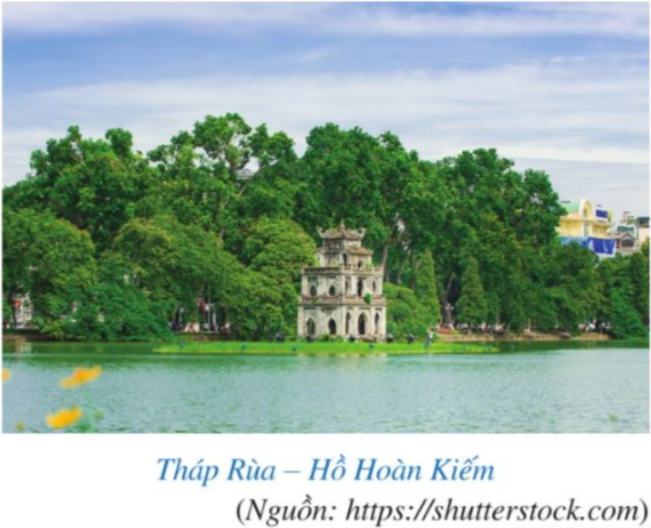 Tháp Rùa – Hồ Hoàn Kiếm
(Nguồn: https://shutterstock.com)